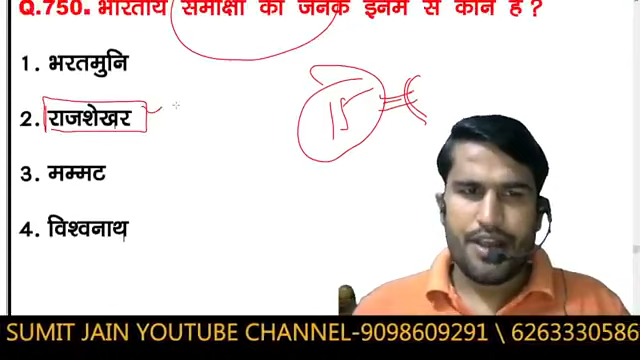 Q.750. भारतीय समीक्षा का जनक इनमें से कौन है ?
1. भरतमुनि
2. राजशेखर
15
3. मम्मट
4. विश्वनाथ
SUMIT JAIN YOUTUBE CHANNEL-9098609291 \ 6263330586